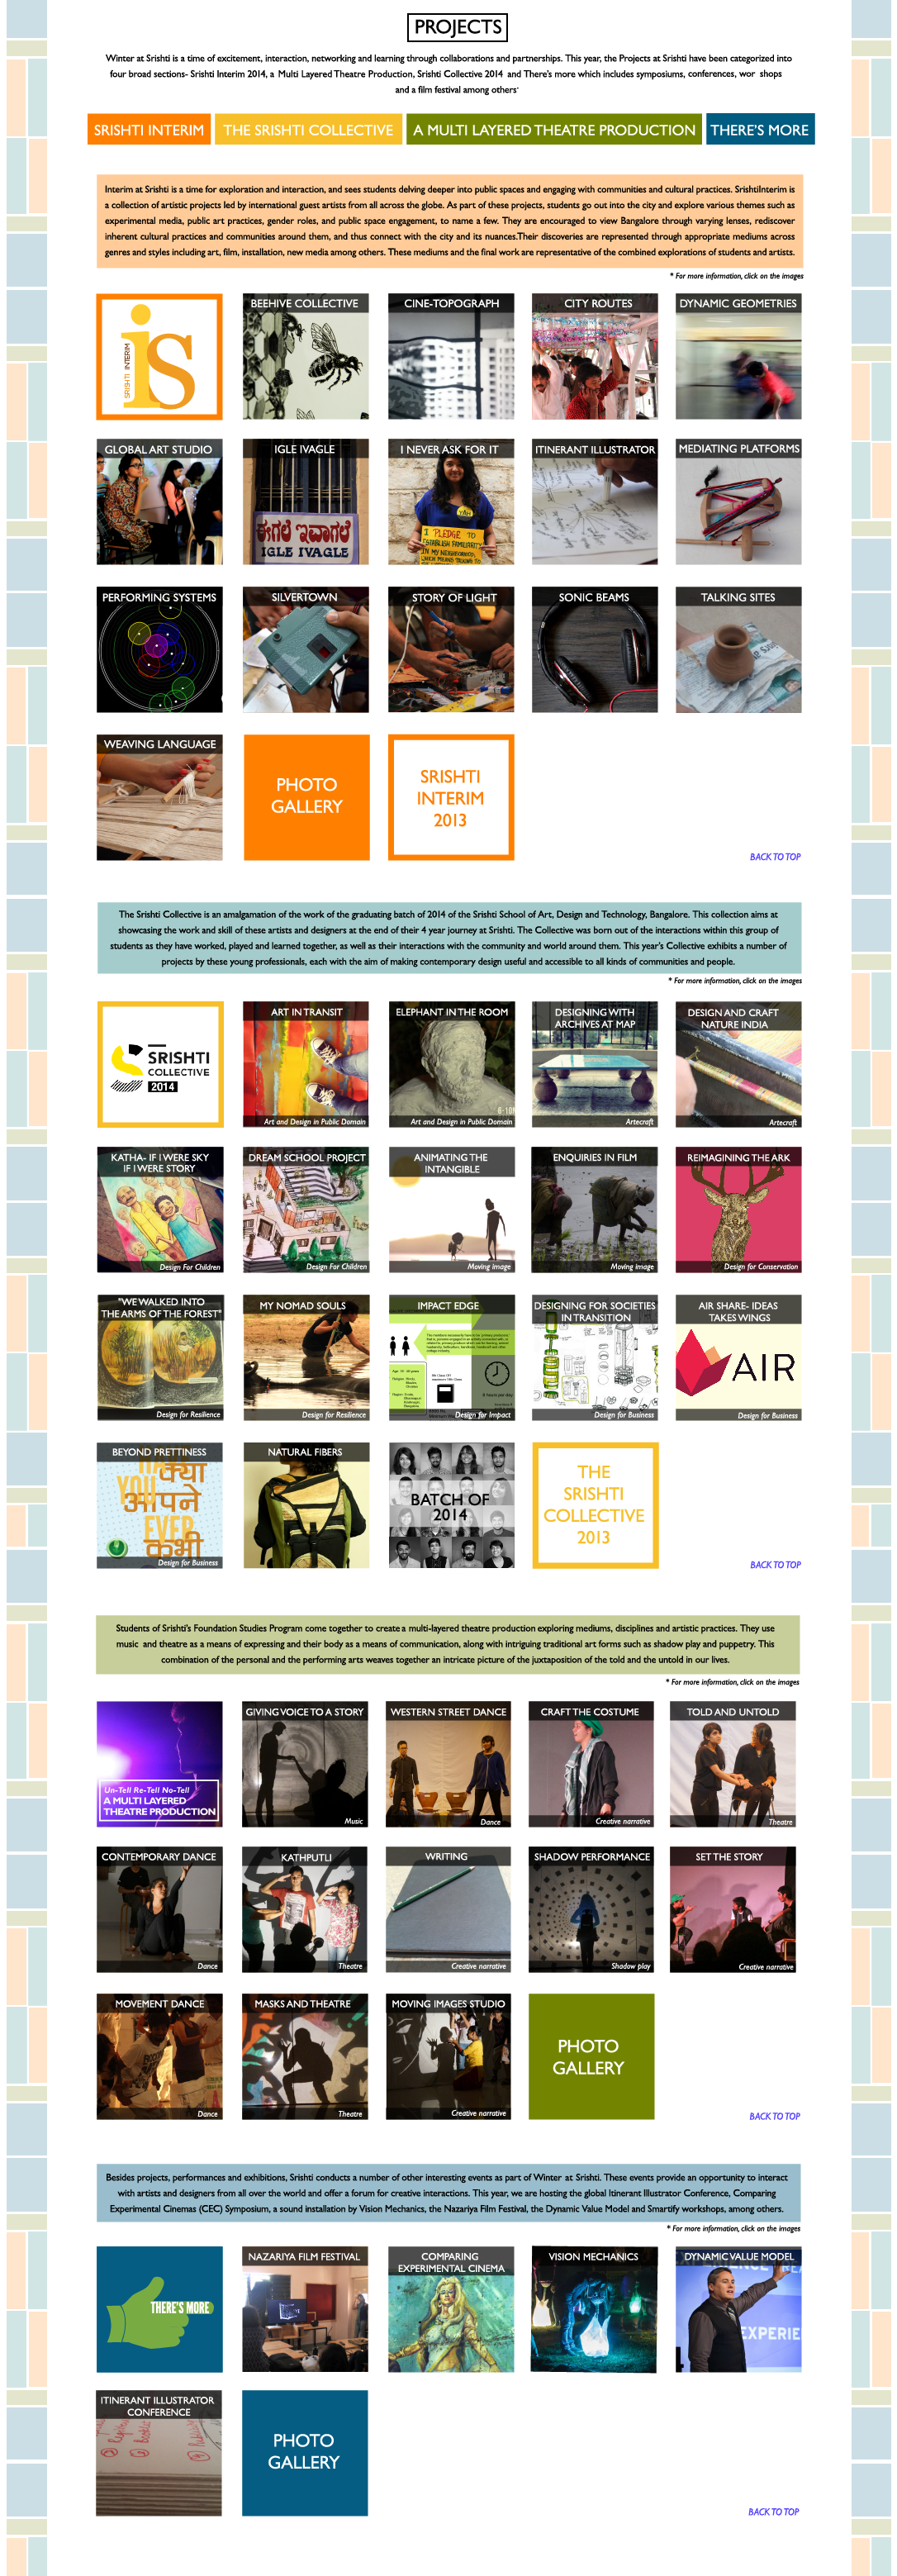 PROJECTS
Winter at Srishti is a time of excitement, interaction, networking and learning through collaborations and partnerships. This year, the Projects at Srishti have been categorized into
four broad sections- Srishti Interim 2014, a Multi Layered Theatre Production, Srishti Collective 2014 and There's more which includes symposiums, conferences, wor shops
and a film festival among others.
SRISHTI INTERIM THE SRISHTI COLLECTIVE A MULTI LAYERED THEATRE PRODUCTION THERE'S MORE
Interim at Srishti is a time for exploration and interaction, and sees students delving deeper into public spaces and engaging with communities and cultural practices. SrishtiInterim is
a collection of artistic projects led by international guest artists from all across the globe. As part of these projects, students go out into the city and explore various themes such as
experimental media, public art practices, gender roles, and public space engagement, to name a few. They are encouraged to view Bangalore through varying lenses, rediscover
inherent cultural practices and communities around them, and thus connect with the city and its nuances.Their discoveries are represented through appropriate mediums across
genres and styles including art, film, installation, new media among others. These mediums and the final work are representative of the combined explorations of students and artists.
* For more information, click on the images
SRISHTI INTERIM
is
BEEHIVE COLLECTIVE
CINE-TOPOGRAPH
CITY ROUTES
DYNAMIC GEOMETRIES
GLOBAL ART STUDIO
IGLE IVAGLE
ಈಗಲೆ ಇವಾಗಲೆ
IGLE IVAGLE
I NEVER ASK FOR IT
I PLEDGE TO
ESTABLISH FAMILIARITY
IN MY NEIGHBORHOOD
ITINERANT ILLUSTRATOR
MEDIATING PLATFORMS
PERFORMING SYSTEMS
SILVERTOWN
STORY OF LIGHT
SONIC BEAMS
TALKING SITES
WEAVING LANGUAGE
PHOTO
GALLERY
SRISHTI
INTERIM
2013
BACK TO TOP
The Srishti Collective is an amalgamation of the work of the graduating batch of 2014 of the Srishti School of Art, Design and Technology, Bangalore. This collection aims at
showcasing the work and skill of these artists and designers at the end of their 4 year journey at Srishti. The Collective was born out of the interactions within this group of
students as they have worked, played and learned together, as well as their interactions with the community and world around them. This year's Collective exhibits a number of
projects by these young professionals, each with the aim of making contemporary design useful and accessible to all kinds of communities and people.
* For more information, click on the images
SRISHTI
COLLECTIVE
2014
ART IN TRANSIT
Art and Design in Public Domain
ELEPHANT IN THE ROOM
Art and Design in Public Domain
DESIGNING WITH
ARCHIVES AT MAP
Artecraft
DESIGN AND CRAFT
NATURE INDIA
Artecraft
KATHA- IF I WERE SKY
IF I WERE STORY
Design For Children
DREAM SCHOOL PROJECT
Design For Children
ANIMATING THE
INTANGIBLE
Moving image
ENQUIRIES IN FILM
Moving image
REIMAGINING THE ARK
Design for Conservation
"WE WALKED INTO
THE ARMS OF THE FOREST"
Design for Resilience
MY NOMAD SOULS
Design for Resilience
IMPACT EDGE
Design for Impact
DESIGNING FOR SOCIETIES
IN TRANSITION
Design for Business
AIR SHARE- IDEAS
TAKES WINGS
AIR
Design for Business
BEYOND PRETTINESS
HAVE
क्या
YOU
आपने
EVER
कभी
Design for Business
NATURAL FIBERS
BATCH OF
2014
THE
SRISHTI
COLLECTIVE
2013
BACK TO TOP
Students of Srishti's Foundation Studies Program come together to create a multi-layered theatre production exploring mediums, disciplines and artistic practices. They use
music and theatre as a means of expressing and their body as a means of communication, along with intriguing traditional art forms such as shadow play and puppetry. This
combination of the personal and the performing arts weaves together an intricate picture of the juxtaposition of the told and the untold in our lives.
* For more information, click on the images
Un-Tell Re-Tell No-Tell
A MULTI LAYERED
THEATRE PRODUCTION
GIVING VOICE TO A STORY
Music
WESTERN STREET DANCE
Dance
CRAFT THE COSTUME
Creative narrative
TOLD AND UNTOLD
Theatre
CONTEMPORARY DANCE
Dance
KATHPUTLI
Theatre
WRITING
Creative narrative
SHADOW PERFORMANCE
Shadow play
SET THE STORY
Creative narrative
MOVEMENT DANCE
Dance
MASKS AND THEATRE
Theatre
MOVING IMAGES STUDIO
Creative narrative
PHOTO
GALLERY
BACK TO TOP
Besides projects, performances and exhibitions, Srishti conducts a number of other interesting events as part of Winter at Srishti. These events provide an opportunity to interact
with artists and designers from all over the world and offer a forum for creative interactions. This year, we are hosting the global Itinerant Illustrator Conference, Comparing
Experimental Cinemas (CEC) Symposium, a sound installation by Vision Mechanics, the Nazariya Film Festival, the Dynamic Value Model and Smartify workshops, among others.
* For more information, click on the images
THERE'S MORE
NAZARIYA FILM FESTIVAL
COMPARING
EXPERIMENTAL CINEMA
VISION MECHANICS
DYNAMIC VALUE MODEL
EXPERIE
ITINERANT ILLUSTRATOR
CONFERENCE
PHOTO
GALLERY
BACK TO TOP